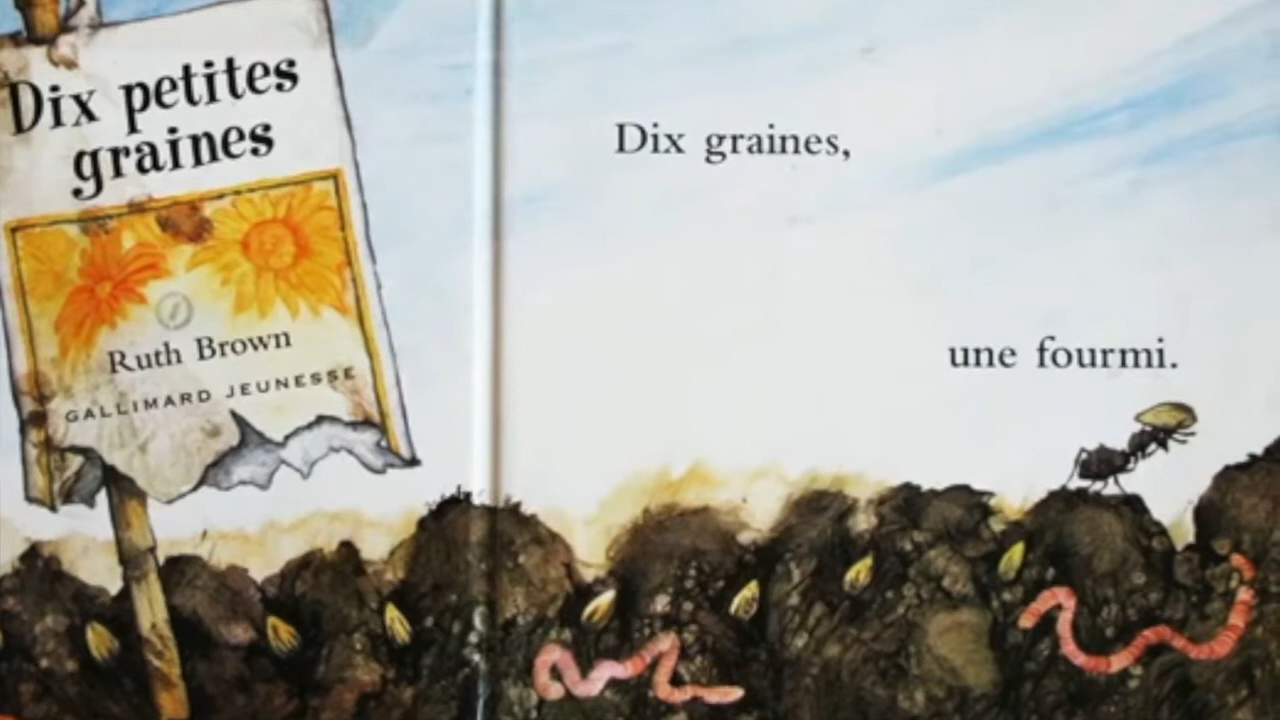 Dix petites
graines
Ruth Brown
GALLIMARD JEUNESSE
Dix graines,
une fourmi.